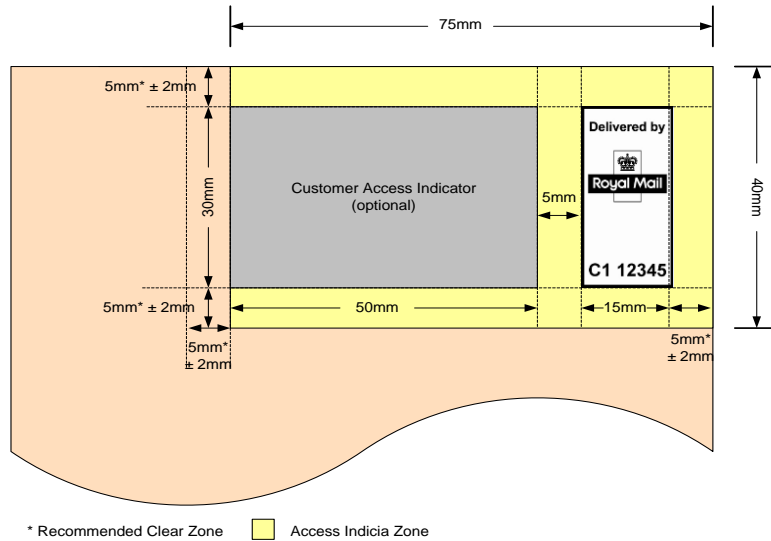 75mm
5mm* ± 2mm
Delivered by
Royal Mail
C1 12345
Customer Access Indicator
(optional)
30mm
5mm
40mm
5mm* ± 2mm
50mm
15mm
5mm*
± 2mm
5mm*
± 2mm
* Recommended Clear Zone
Access Indicia Zone